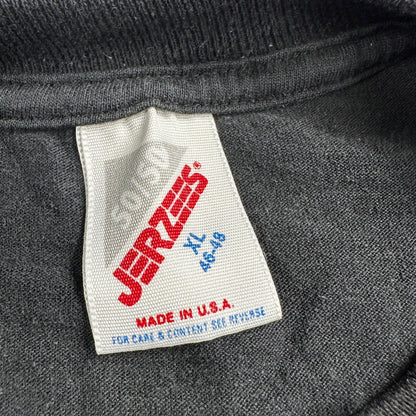 50/50
JERZEES®
XL
46-48
MADE IN U.S.A.
FOR CARE & CONTENT SEE REVERSE